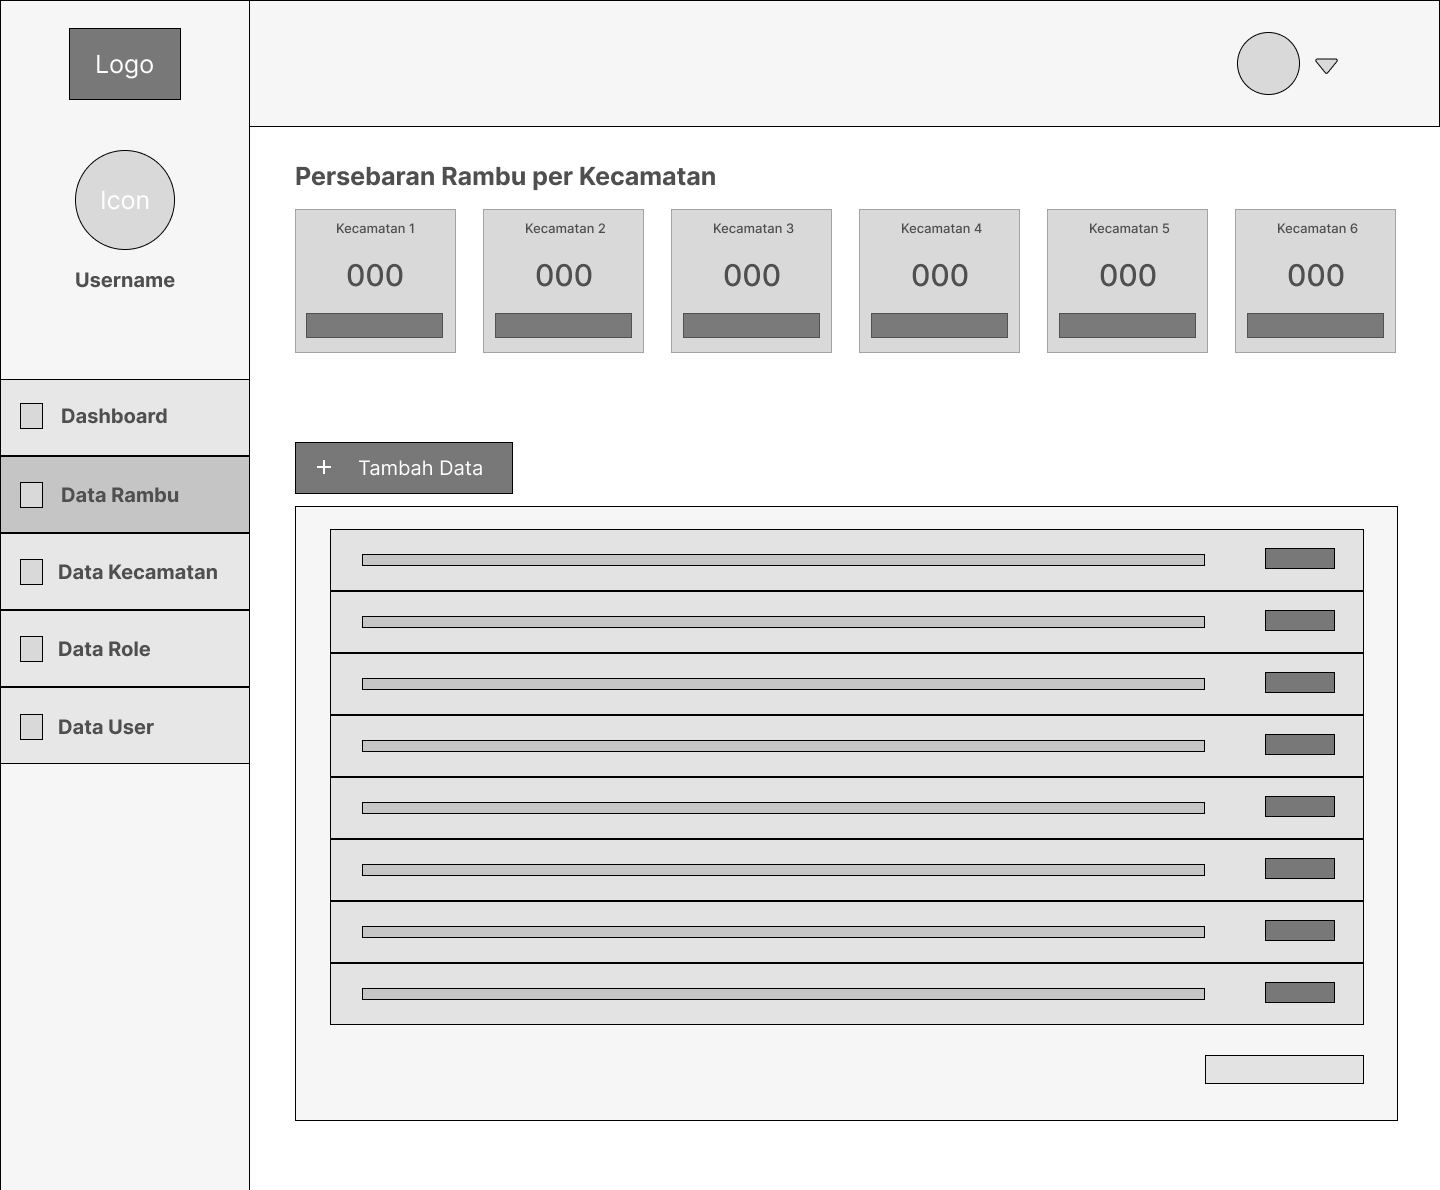 Logo
Icon
Username
Dashboard
Data Rambu
Data Kecamatan
Data Role
Data User
Persebaran Rambu per Kecamatan
Kecamatan 1
000
Kecamatan 2
000
Kecamatan 3
000
Kecamatan 4
000
Kecamatan 5
000
Kecamatan 6
000
+ Tambah Data